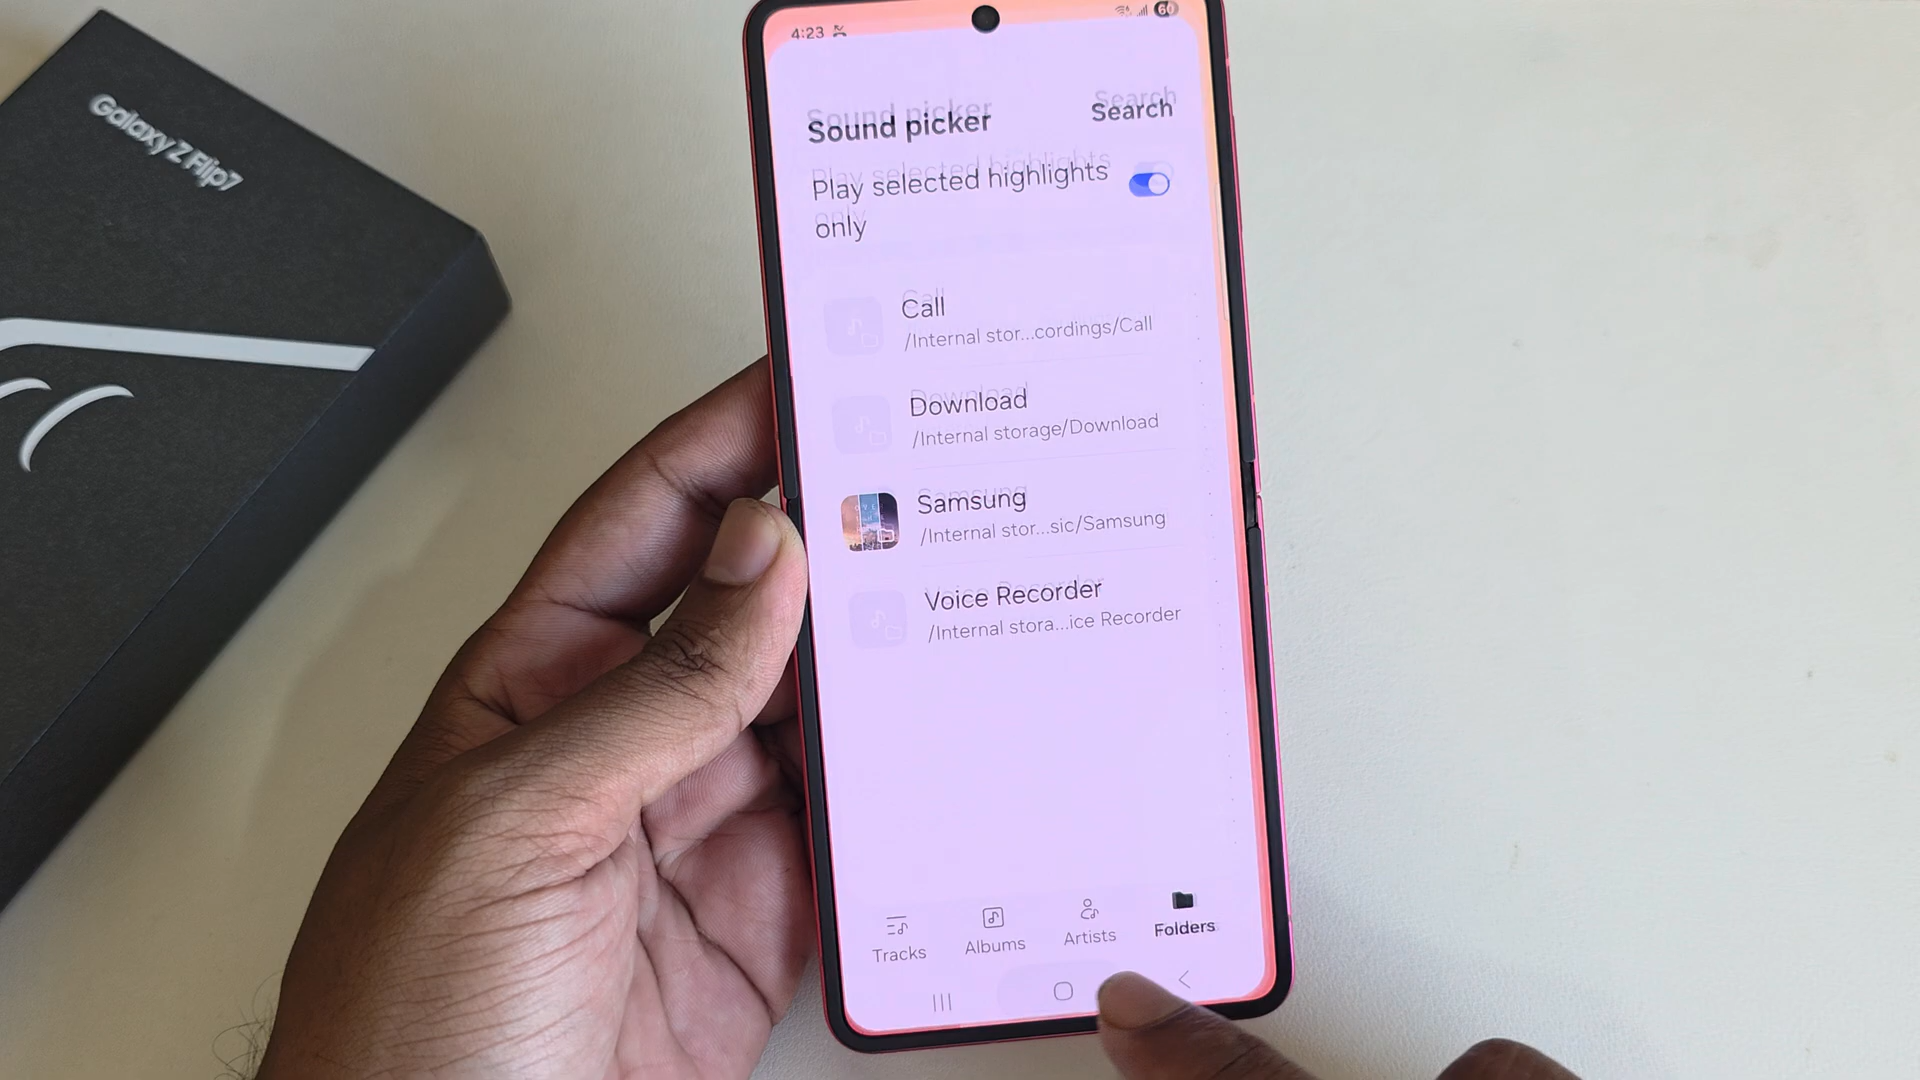 Galaxy Z Flip7
4:23
60
Sound picker
Search
Play selected highlights
only
Call
/Internal stor...cordings/Call
Download
/Internal storage/Download
Samsung
/Internal stor...sic/Samsung
Voice Recorder
/Internal stora...ice Recorder
Tracks
Albums
Artists
Folders